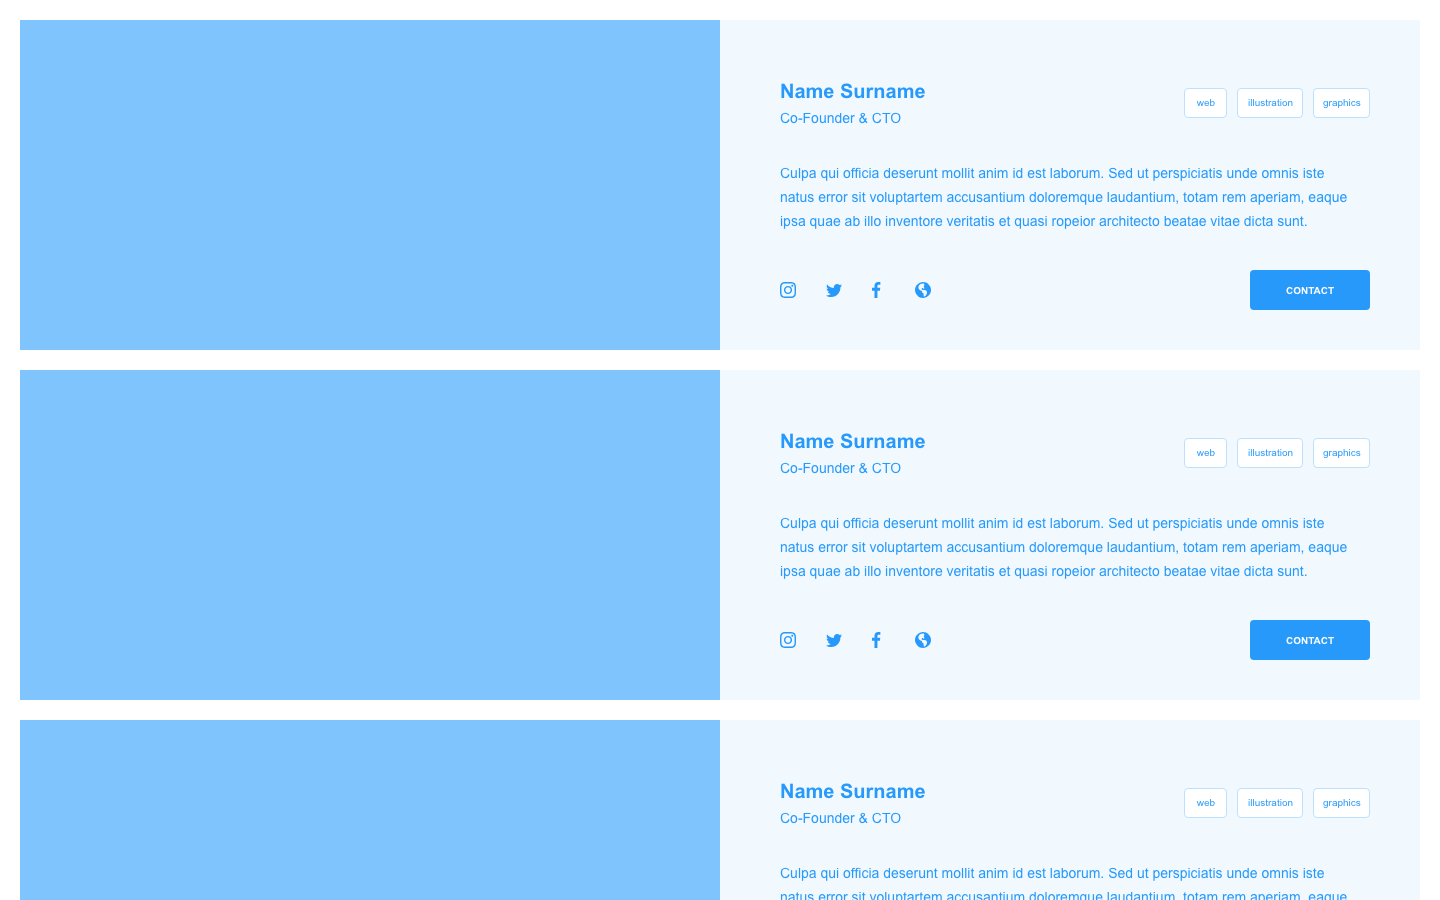 Name Surname
Co-Founder & CTO
web
illustration
graphics
Culpa qui officia deserunt mollit anim id est laborum. Sed ut perspiciatis unde omnis iste
natus error sit voluptartem accusantium doloremque laudantium, totam rem aperiam, eaque
ipsa quae ab illo inventore veritatis et quasi ropeior architecto beatae vitae dicta sunt.
CONTACT
Name Surname
Co-Founder & CTO
web
illustration
graphics
Culpa qui officia deserunt mollit anim id est laborum. Sed ut perspiciatis unde omnis iste
natus error sit voluptartem accusantium doloremque laudantium, totam rem aperiam, eaque
ipsa quae ab illo inventore veritatis et quasi ropeior architecto beatae vitae dicta sunt.
CONTACT
Name Surname
Co-Founder & CTO
web
illustration
graphics
Culpa qui officia deserunt mollit anim id est laborum. Sed ut perspiciatis unde omnis iste
natus error sit voluptartem accusantium doloremque laudantium, totam rem aperiam, eaque